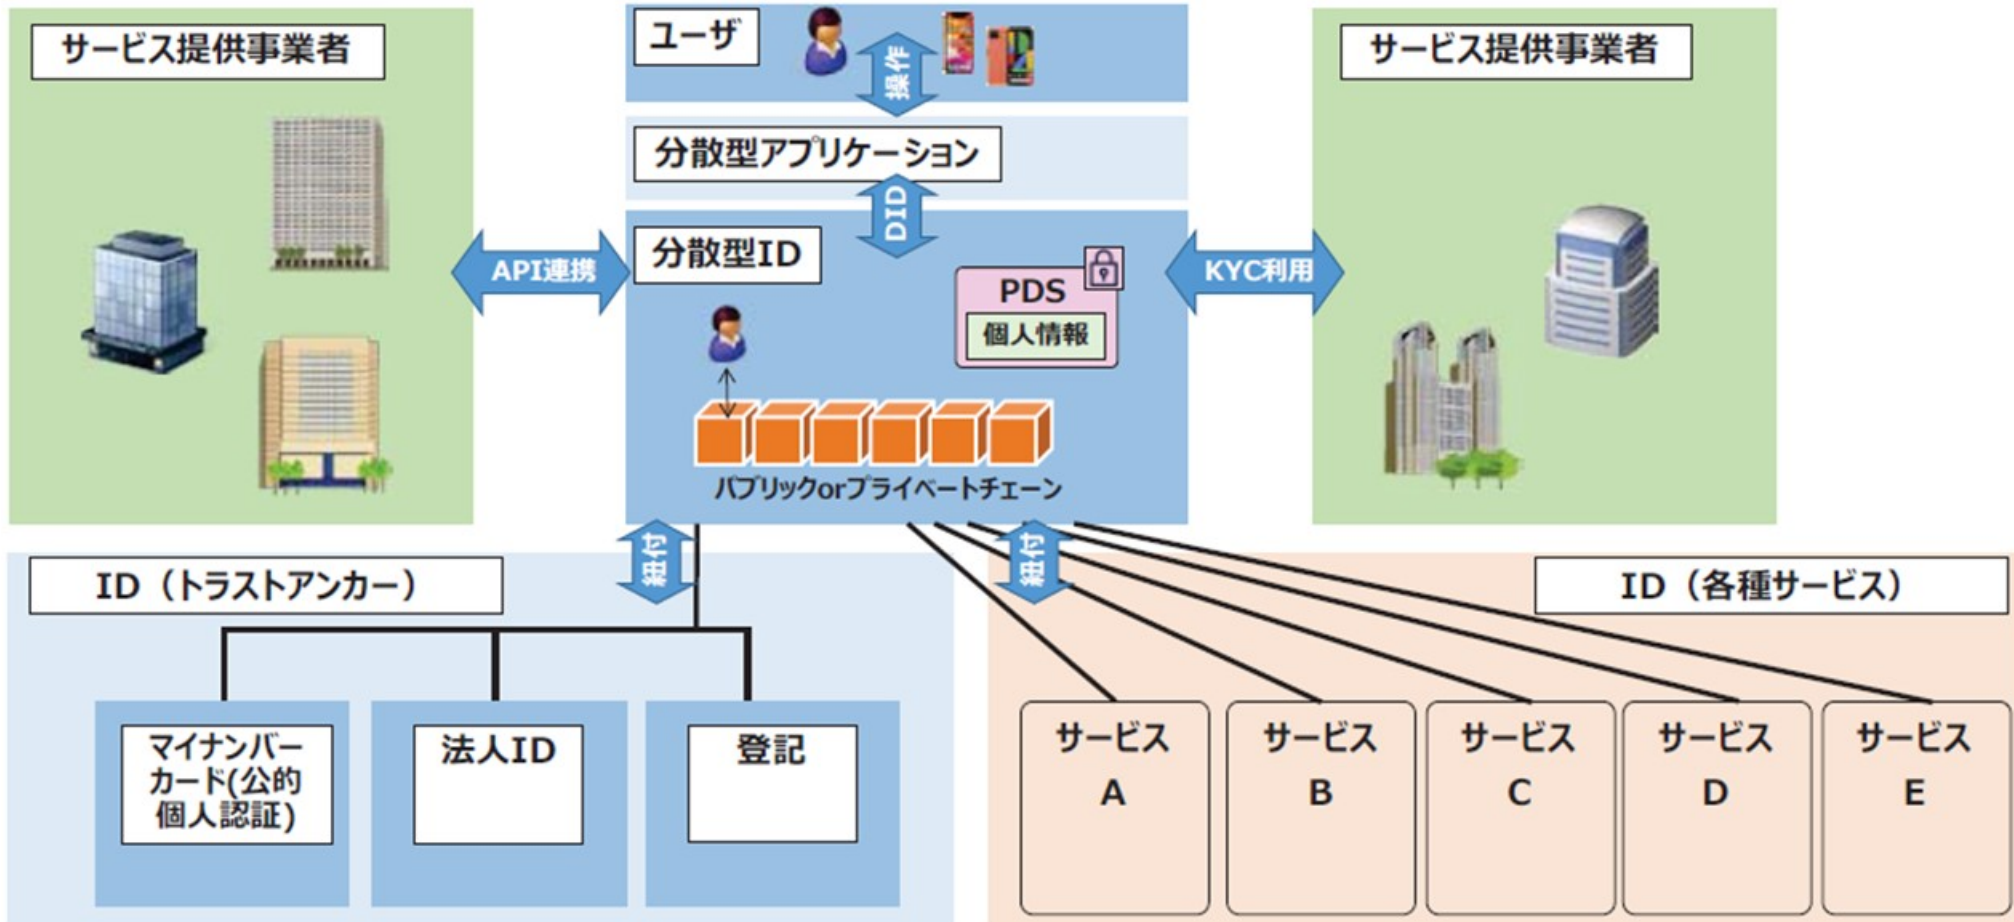 サービス提供事業者
ユーザ
操作
サービス提供事業者
分散型アプリケーション
DID
分散型ID
API連携
PDS
個人情報
KYC利用
パブリックorプライベートチェーン
紐付
紐付
ID（トラストアンカー）
ID（各種サービス）
マイナンバー
カード(公的
個人認証)
法人ID
登記
サービス
A
サービス
B
サービス
C
サービス
D
サービス
E